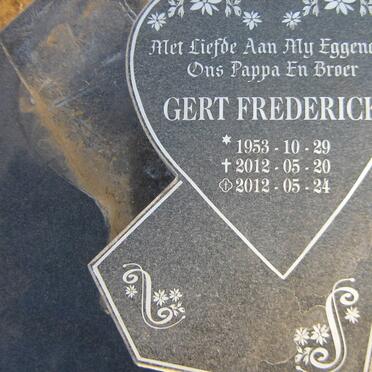 Met Liefde Aan My Eggeno
Ons Pappa En Broer
GERT FREDERICK
* 1953 - 10 - 29
✝ 2012 - 05 - 20
2012 - 05 - 24